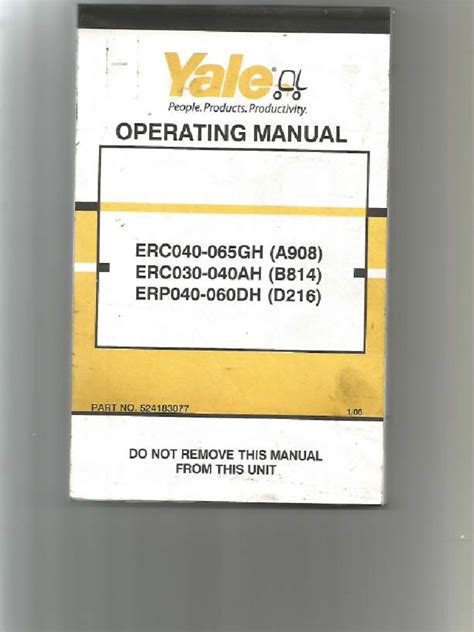 Yale
People. Products. Productivity.
OPERATING MANUAL
ERC040-065GH (A908)
ERC030-040AH (B814)
ERP040-060DH (D216)
PART NO. 524183077
1/06
DO NOT REMOVE THIS MANUAL
FROM THIS UNIT